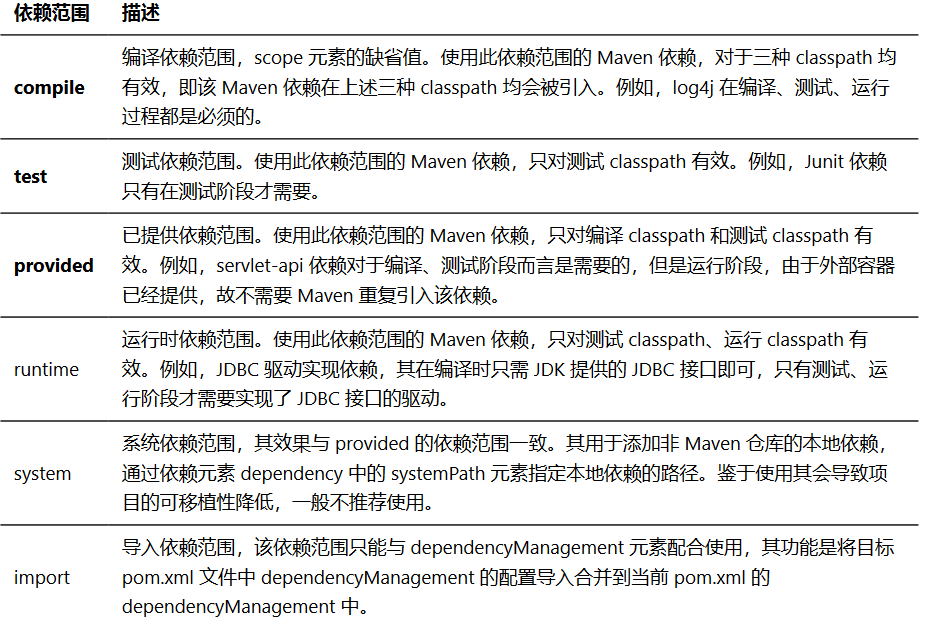 依赖范围 描述
编译依赖范围，scope 元素的缺省值。使用此依赖范围的 Maven 依赖，对于三种 classpath 均
compile 有效，即该 Maven 依赖在上述三种 classpath 均会被引入。例如，log4j 在编译、测试、运行
过程都是必须的。
测试依赖范围。使用此依赖范围的 Maven 依赖，只对测试 classpath 有效。例如，Junit 依赖
test
只有在测试阶段才需要。
已提供依赖范围。使用此依赖范围的 Maven 依赖，只对编译 classpath 和测试 classpath 有
provided 效。例如，servlet-api 依赖对于编译、测试阶段而言是需要的，但是运行阶段，由于外部容器
已经提供，故不需要 Maven 重复引入该依赖。
运行时依赖范围。使用此依赖范围的 Maven 依赖，只对测试 classpath、运行 classpath 有
runtime 效。例如，JDBC 驱动实现依赖，其在编译时只需 JDK 提供的 JDBC 接口即可，只有测试、运
行阶段才需要实现了 JDBC 接口的驱动。
系统依赖范围，其效果与 provided 的依赖范围一致。其用于添加非 Maven 仓库的本地依赖，
system 通过依赖元素 dependency 中的 systemPath 元素指定本地依赖的路径。鉴于使用其会导致项
目的可移植性降低，一般不推荐使用。
导入依赖范围，该依赖范围只能与 dependencyManagement 元素配合使用，其功能是将目标
import pom.xml 文件中 dependencyManagement 的配置导入合并到当前 pom.xml 的
dependencyManagement 中。